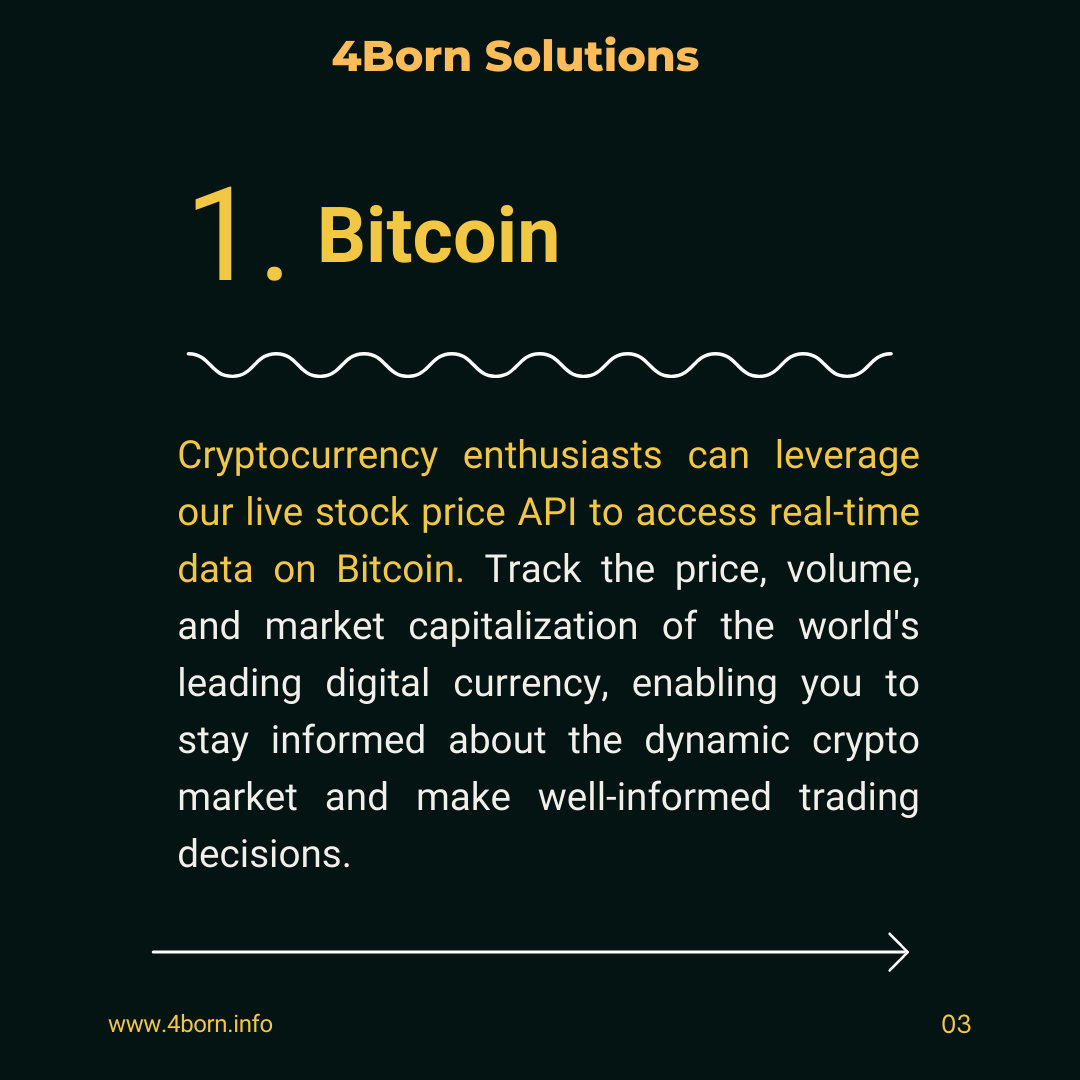 4Born Solutions
1. Bitcoin
Cryptocurrency enthusiasts can leverage
our live stock price API to access real-time
data on Bitcoin. Track the price, volume,
and market capitalization of the world's
leading digital currency, enabling you to
stay informed about the dynamic crypto
market and make well-informed trading
decisions.
www.4born.info
03